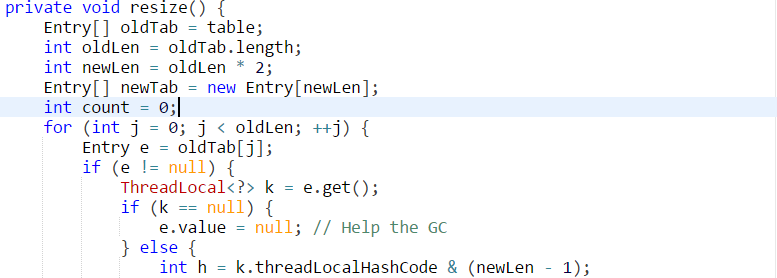 private void resize() {
    Entry[] oldTab = table;
    int oldLen = oldTab.length;
    int newLen = oldLen * 2;
    Entry[] newTab = new Entry[newLen];
    int count = 0;
    for (int j = 0; j < oldLen; ++j) {
        Entry e = oldTab[j];
        if (e != null) {
            ThreadLocal<?> k = e.get();
            if (k == null) {
                e.value = null; // Help the GC
            } else {
                int h = k.threadLocalHashCode & (newLen - 1);